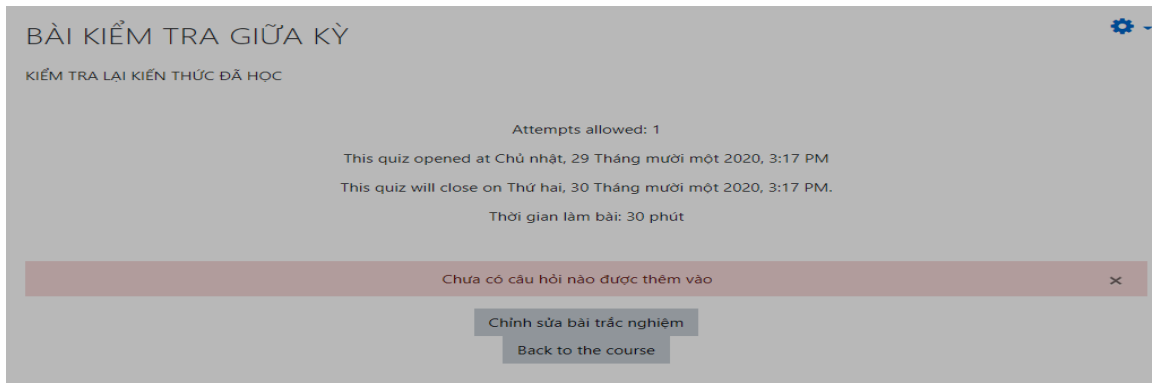 BÀI KIỂM TRA GIỮA KỲ
KIỂM TRA LẠI KIẾN THỨC ĐÃ HỌC
Attempts allowed: 1
This quiz opened at Chủ nhật, 29 Tháng mười một 2020, 3:17 PM
This quiz will close on Thứ hai, 30 Tháng mười một 2020, 3:17 PM.
Thời gian làm bài: 30 phút
Chưa có câu hỏi nào được thêm vào
Chỉnh sửa bài trắc nghiệm
Back to the course